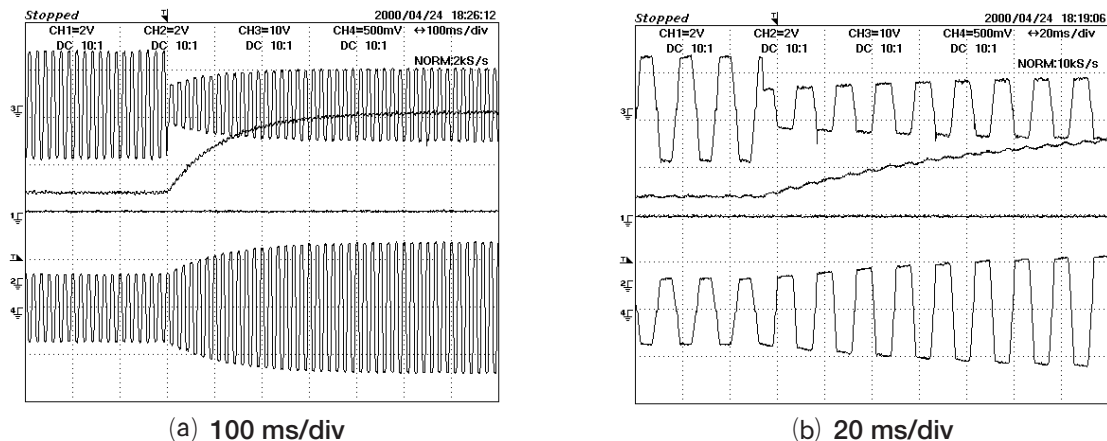 Stopped 2000/04/24 18:26:12
CH1=2V CH2=2V CH3=10V CH4=500mV ↔100ms/div
DC 10:1 DC 10:1 DC 10:1 DC 10:1
NORM:2kS/s
3
1
T
2
4
(a) 100 ms/div
Stopped 2000/04/24 18:19:06
CH1=2V CH2=2V CH3=10V CH4=500mV ↔20ms/div
DC 10:1 DC 10:1 DC 10:1 DC 10:1
NORM:10kS/s
3
1
T
2
4
(b) 20 ms/div